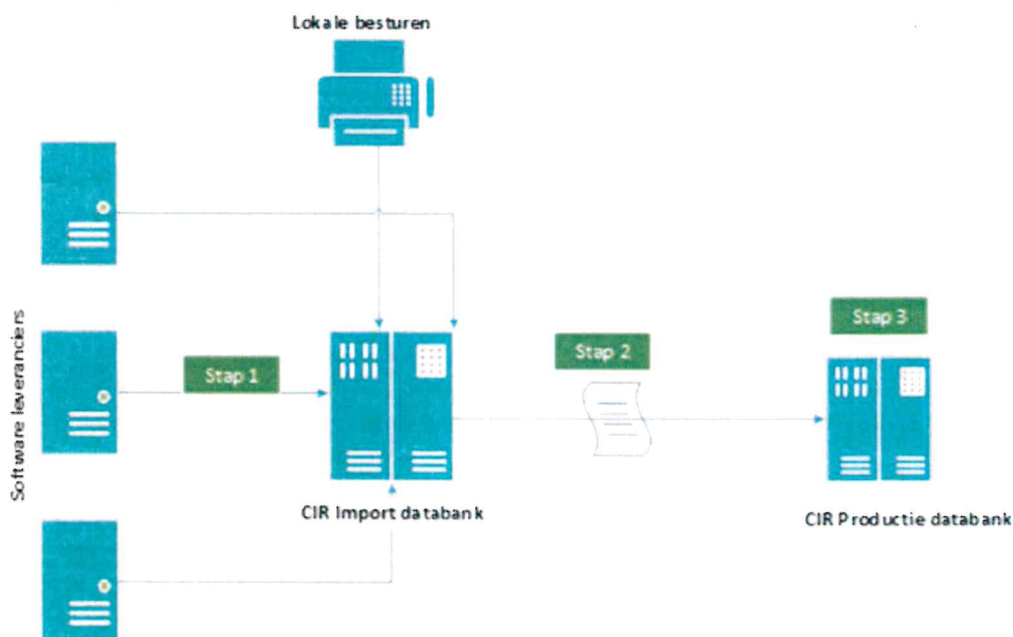 Lokale besturen
Software leveranciers
Stap 1
Stap 2
Stap 3
CIR Import databank
CIR Productie databank